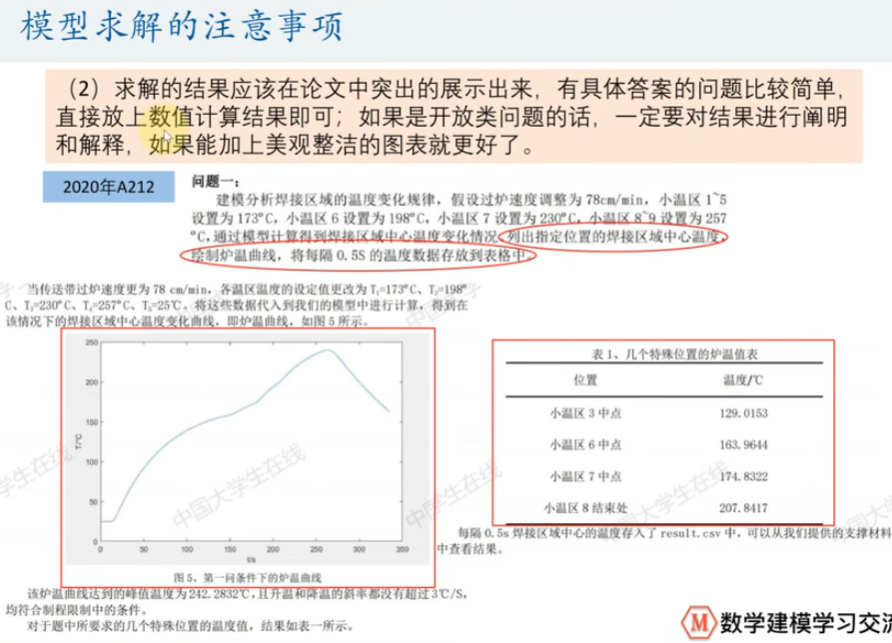 模型求解的注意事项
（2）求解的结果应该在论文中突出的展示出来，有具体答案的问题比较简单，
直接放上数值计算结果即可；如果是开放类问题的话，一定要对结果进行阐明
和解释，如果能加上美观整洁的图表就更好了。
2020年A212
问题一：
建模分析焊接区域的温度变化规律，假设过炉速度调整为 78cm/min，小温区 1~5
设置为 173°C，小温区 6 设置为 198°C，小温区 7 设置为 230°C，小温区 8~9 设置为 257
°C，通过模型计算得到焊接区域中心温度变化情况，列出指定位置的焊接区域中心温度，
绘制炉温曲线，将每隔 0.5S 的温度数据存放到表格中。
当传送带过炉速度更为 78 cm/min，各温区温度的设定值更改为 T₁=173°C、T₂=198°
C、T₃=230°C、T₄=257°C、T₅=25℃。将这些数据代入到我们的模型中进行计算，得到在
该情况下的焊接区域中心温度变化曲线，即炉温曲线，如图 5 所示。
250
200
150
100
50
0
T/°C
0 50 100 150 200 250 300 350
t/s
图 5、第一问条件下的炉温曲线
表 1、几个特殊位置的炉温值表
位置 温度/℃
小温区 3 中点 129.0153
小温区 6 中点 163.9644
小温区 7 中点 174.8322
小温区 8 结束处 207.8417
每隔 0.5s 焊接区域中心的温度存入了 result.csv 中，可以从我们提供的支撑材料
中查看结果。
该炉温曲线达到的峰值温度为 242.2832℃，且升温和降温的斜率都没有超过 3℃/S，
均符合制程限制中的条件。
对于题中所要求的几个特殊位置的温度值，结果如表一所示。
中国大学生在线
M 数学建模学习交流